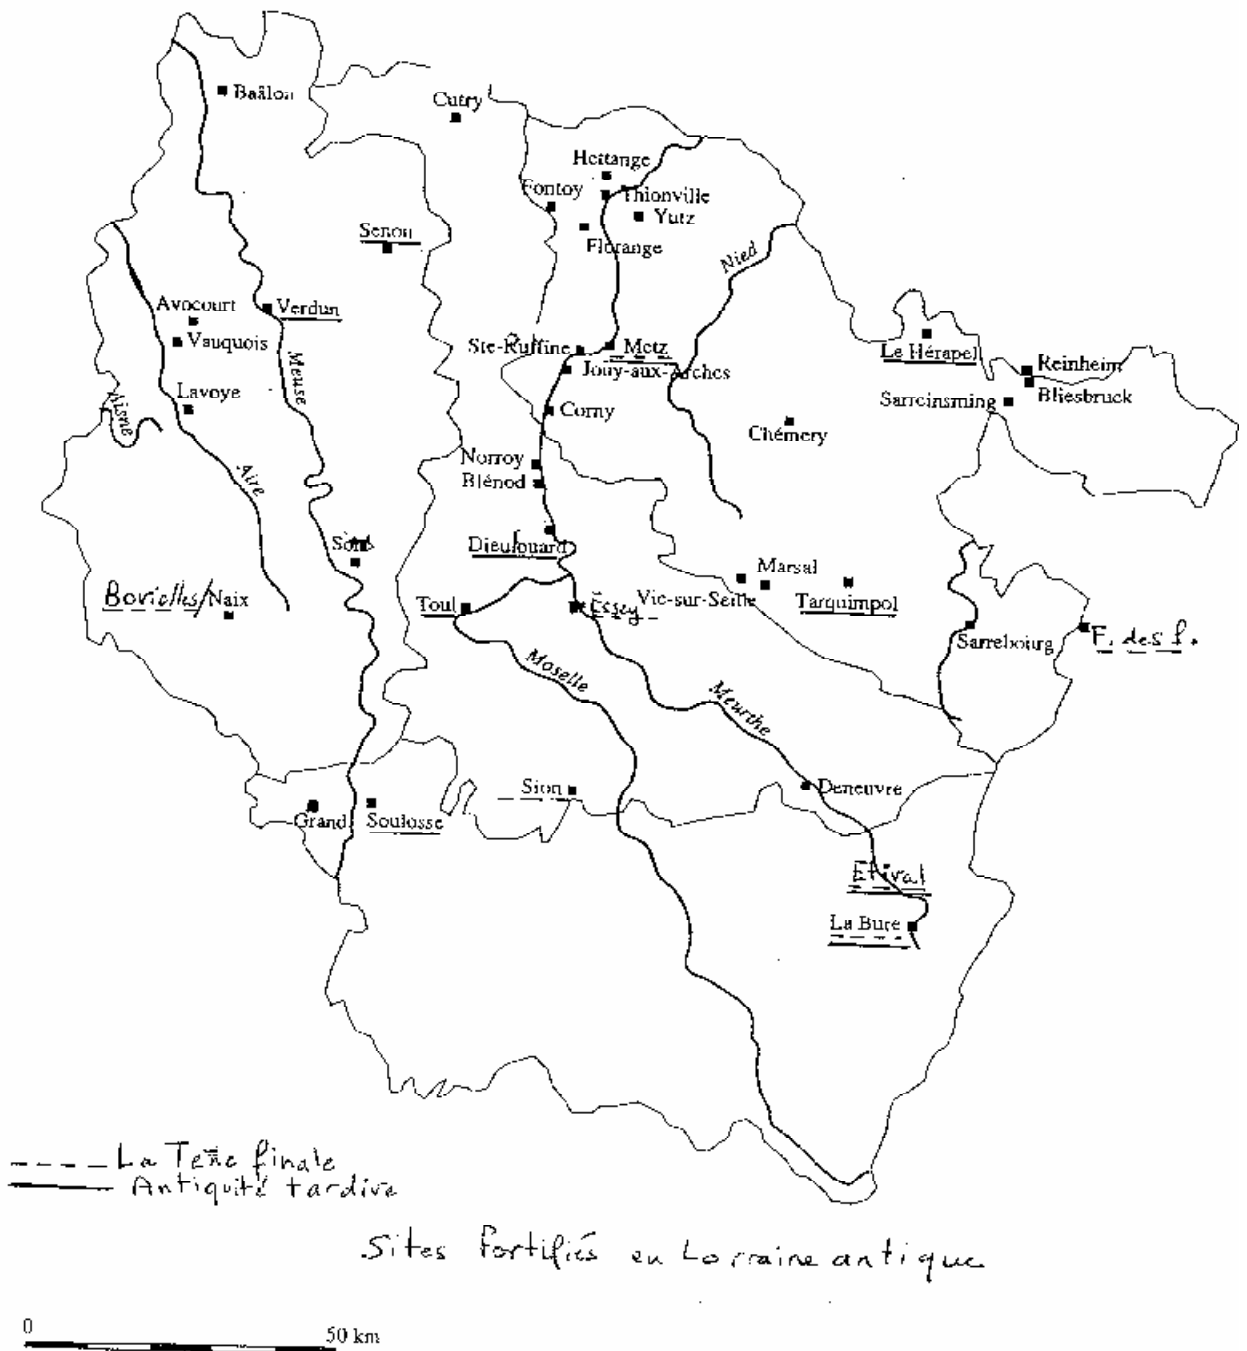 Baâlon
Cutry
Hettange
Fontoy
Thionville
Yutz
Senon
Florange
Nied
Avocourt
Verdun
Vauquois
Meuse
Ste-Ruffine
Metz
Jouy-aux-Arches
Le Hérapel
Reinheim
Bliesbruck
Sarreinsming
Lavoye
Aisne
Corny
Chémery
Aire
Norroy
Blénod
Dieulouard
Marsal
Boviolles/Naix
Toul
Essey
Vic-sur-Seille
Tarquimpol
Sarrebourg
F. des f.
Moselle
Meurthe
Sion
Deneuvre
Grand
Soulosse
Etival
La Bure
La Tène finale
Antiquité tardive
Sites fortifiés en Lorraine antique
0 50 km